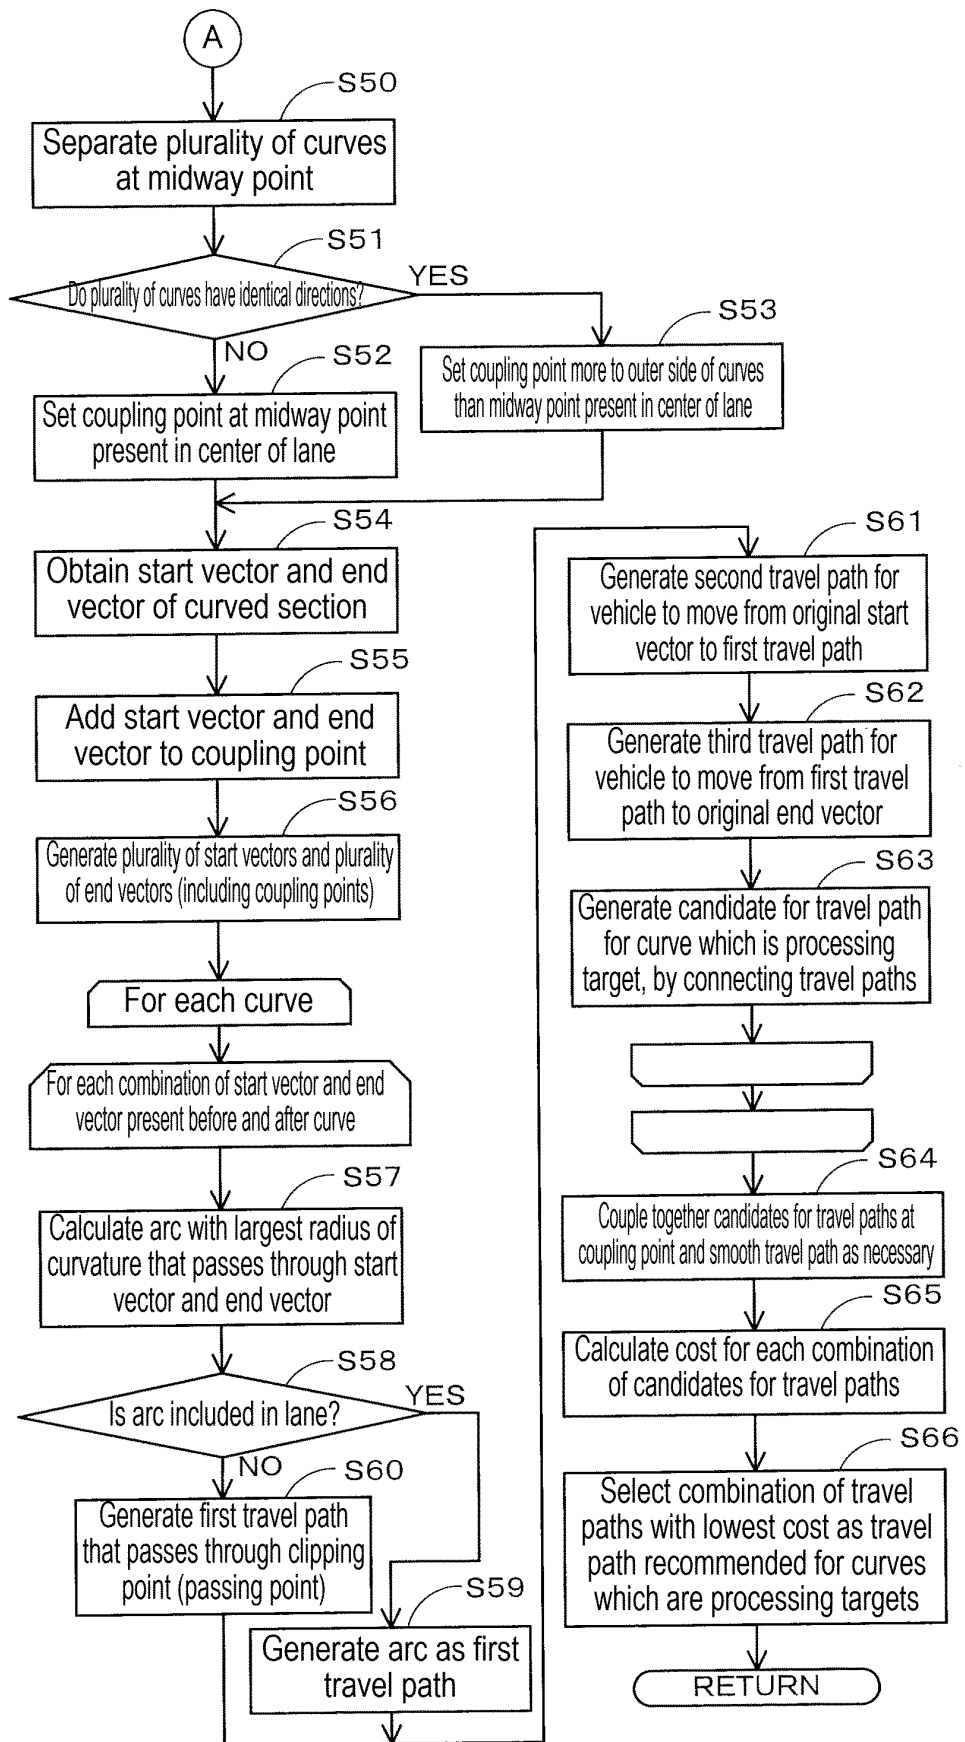 A
S50
Separate plurality of curves
at midway point
S51
Do plurality of curves have identical directions?
YES
NO
S52
Set coupling point at midway point
present in center of lane
S53
Set coupling point more to outer side of curves
than midway point present in center of lane
S54
Obtain start vector and end
vector of curved section
S55
Add start vector and end
vector to coupling point
S56
Generate plurality of start vectors and plurality
of end vectors (including coupling points)
For each curve
For each combination of start vector and end
vector present before and after curve
S57
Calculate arc with largest radius of
curvature that passes through start
vector and end vector
S58
Is arc included in lane?
YES
NO
S60
Generate first travel path
that passes through clipping
point (passing point)
S59
Generate arc as first
travel path
S61
Generate second travel path for
vehicle to move from original start
vector to first travel path
S62
Generate third travel path for
vehicle to move from first travel
path to original end vector
S63
Generate candidate for travel path
for curve which is processing
target, by connecting travel paths
S64
Couple together candidates for travel paths at
coupling point and smooth travel path as necessary
S65
Calculate cost for each combination
of candidates for travel paths
S66
Select combination of travel
paths with lowest cost as travel
path recommended for curves
which are processing targets
RETURN